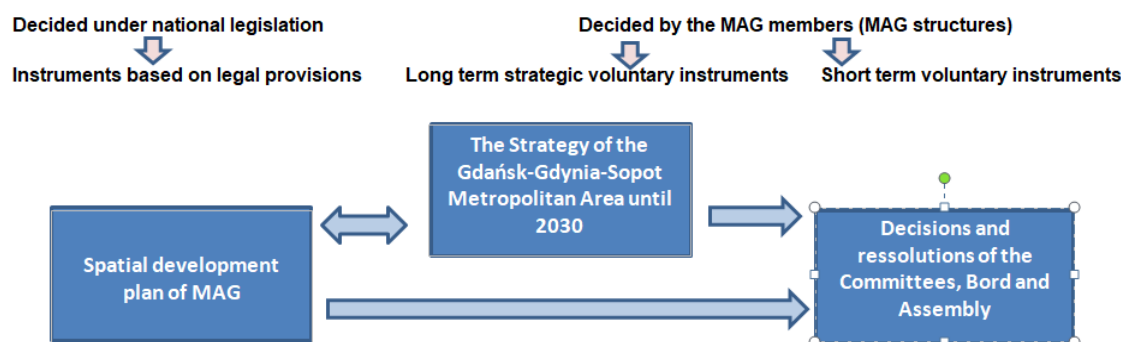 Decided under national legislation
Decided by the MAG members (MAG structures)
Instruments based on legal provisions
Long term strategic voluntary instruments
Short term voluntary instruments
The Strategy of the
Gdańsk-Gdynia-Sopot
Metropolitan Area until
2030
Spatial development
plan of MAG
Decisions and
ressolutions of the
Committees, Bord and
Assembly